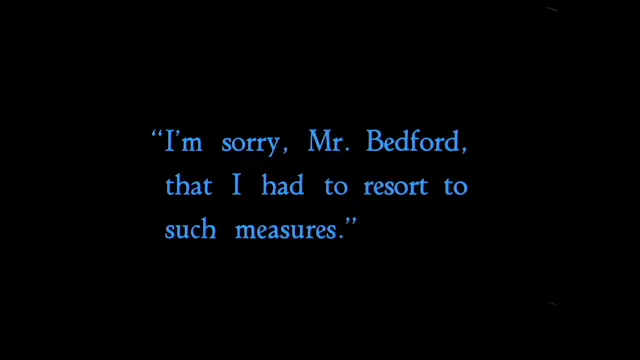 “I'm sorry, Mr. Bedford,
that I had to resort to
such measures.”